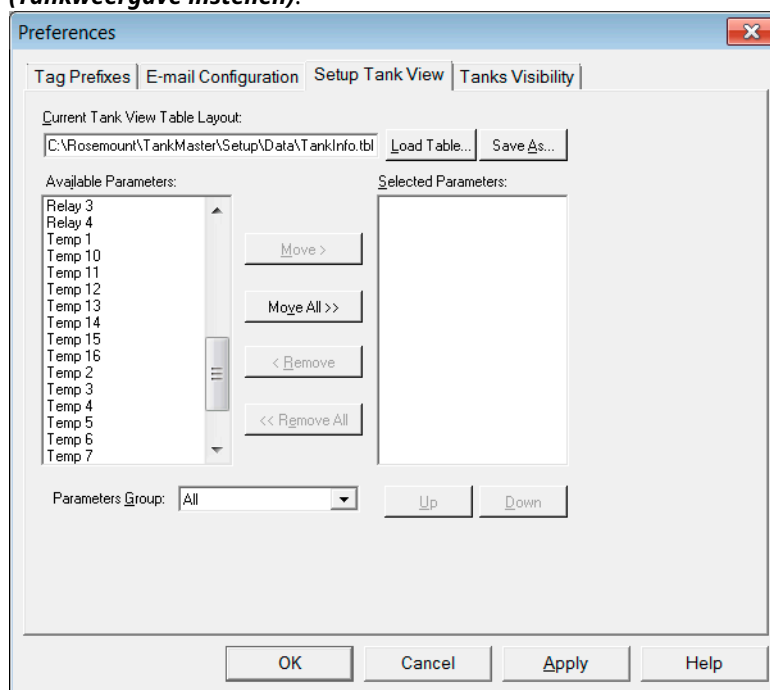 (Tankweergave instellen).
Preferences
Tag Prefixes E-mail Configuration Setup Tank View Tanks Visibility
Current Tank View Table Layout:
C:\Rosemount\TankMaster\Setup\Data\TankInfo.tbl Load Table... Save As...
Available Parameters: Selected Parameters:
Relay 3
Relay 4
Temp 1
Temp 10
Temp 11
Temp 12
Temp 13
Temp 14
Temp 15
Temp 16
Temp 2
Temp 3
Temp 4
Temp 5
Temp 6
Temp 7
Move >
Move All >>
< Remove
<< Remove All
Parameters Group: All Up Down
OK Cancel Apply Help